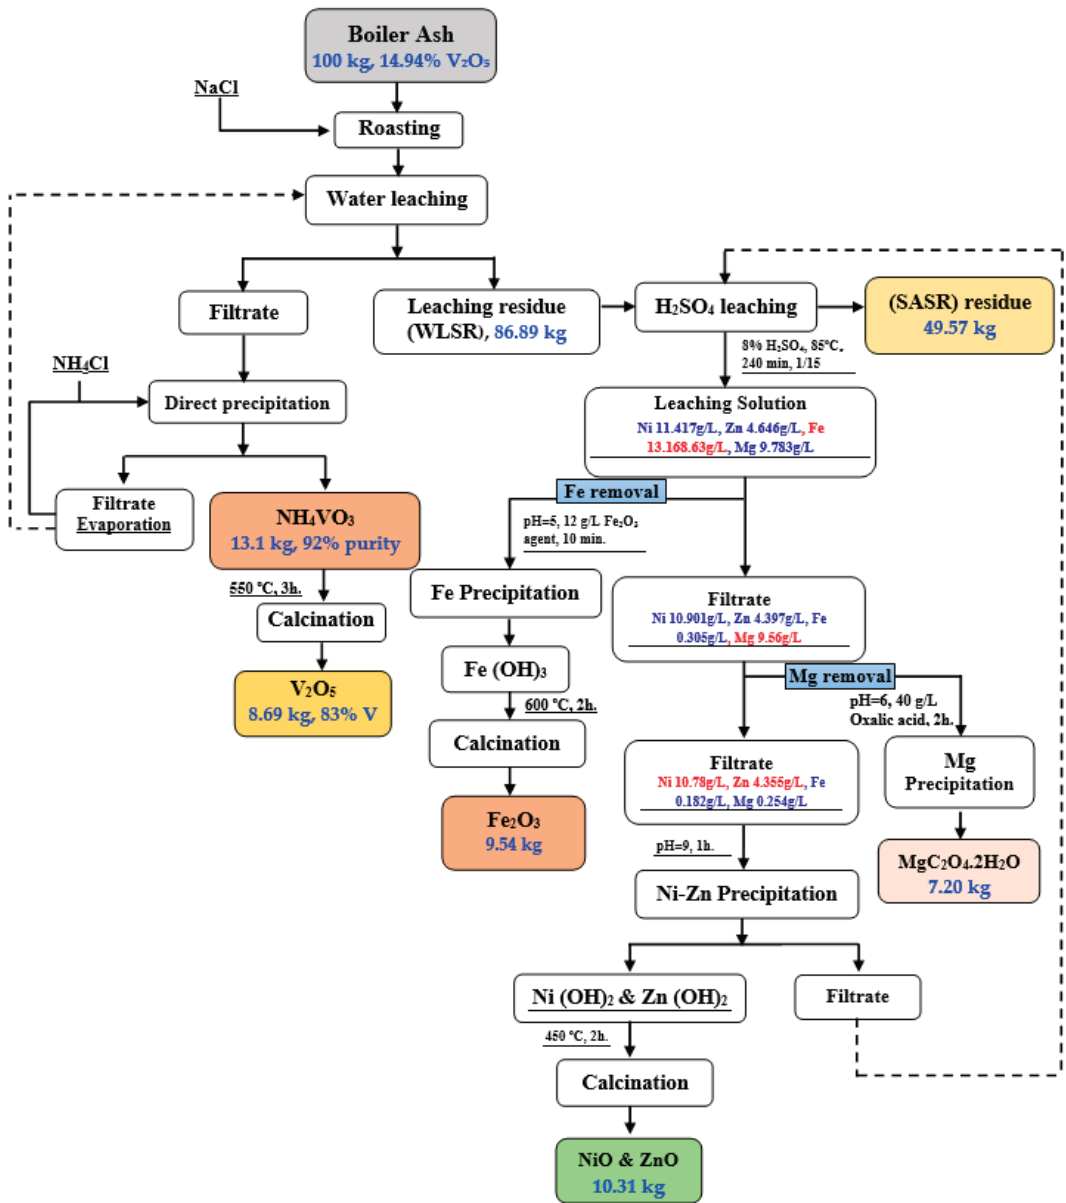 Boiler Ash
100 kg, 14.94% V₂O₅
NaCl
Roasting
Water leaching
Filtrate
Leaching residue
(WLSR), 86.89 kg
H₂SO₄ leaching
(SASR) residue
49.57 kg
8% H₂SO₄, 85°C,
240 min, 1/15
NH₄Cl
Direct precipitation
Leaching Solution
Ni 11.417g/L, Zn 4.646g/L, Fe
13.168.63g/L, Mg 9.783g/L
Filtrate
Evaporation
NH₄VO₃
13.1 kg, 92% purity
Fe removal
pH=5, 12 g/L Fe₂O₃
agent, 10 min.
550 °C, 3h.
Calcination
Fe Precipitation
Filtrate
Ni 10.901g/L, Zn 4.397g/L, Fe
0.305g/L, Mg 9.56g/L
V₂O₅
8.69 kg, 83% V
Fe (OH)₃
Mg removal
pH=6, 40 g/L
Oxalic acid, 2h.
600 °C, 2h.
Calcination
Filtrate
Ni 10.78g/L, Zn 4.355g/L, Fe
0.182g/L, Mg 0.254g/L
Mg
Precipitation
Fe₂O₃
9.54 kg
pH=9, 1h.
MgC₂O₄.2H₂O
7.20 kg
Ni-Zn Precipitation
Ni (OH)₂ & Zn (OH)₂
Filtrate
450 °C, 2h.
Calcination
NiO & ZnO
10.31 kg